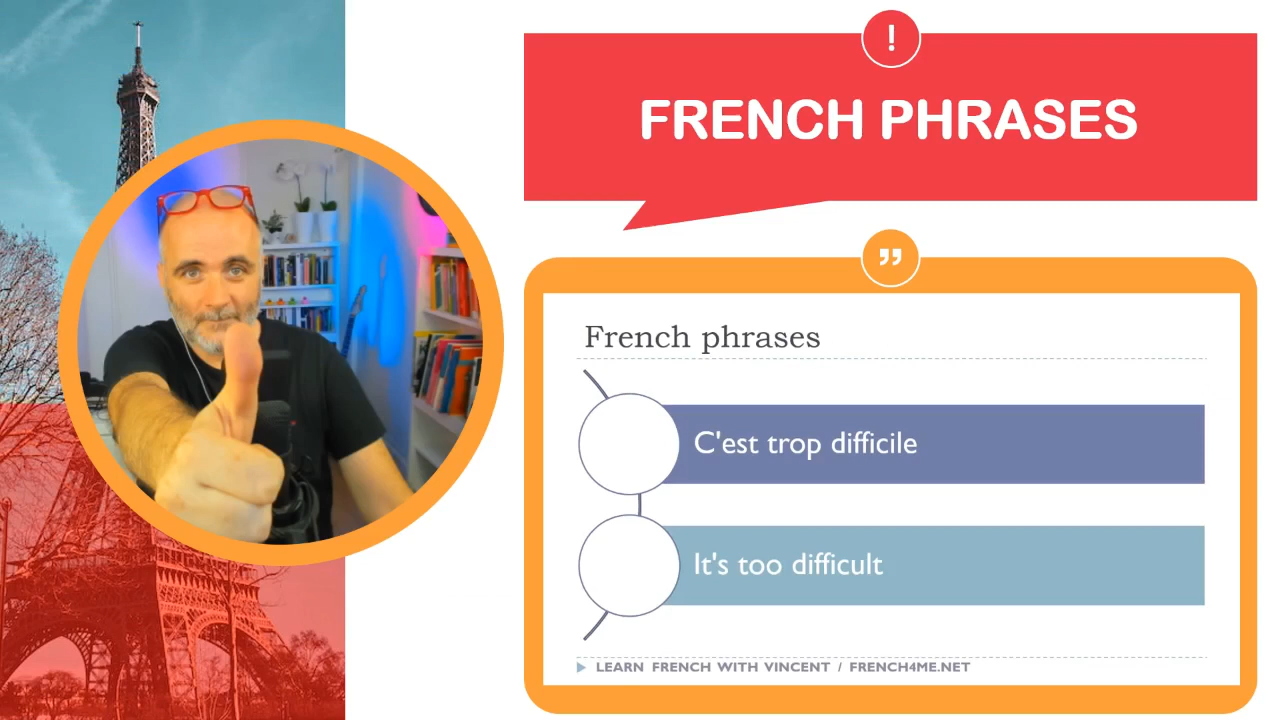 !
FRENCH PHRASES
”
French phrases
C'est trop difficile
It's too difficult
LEARN FRENCH WITH VINCENT / FRENCH4ME.NET